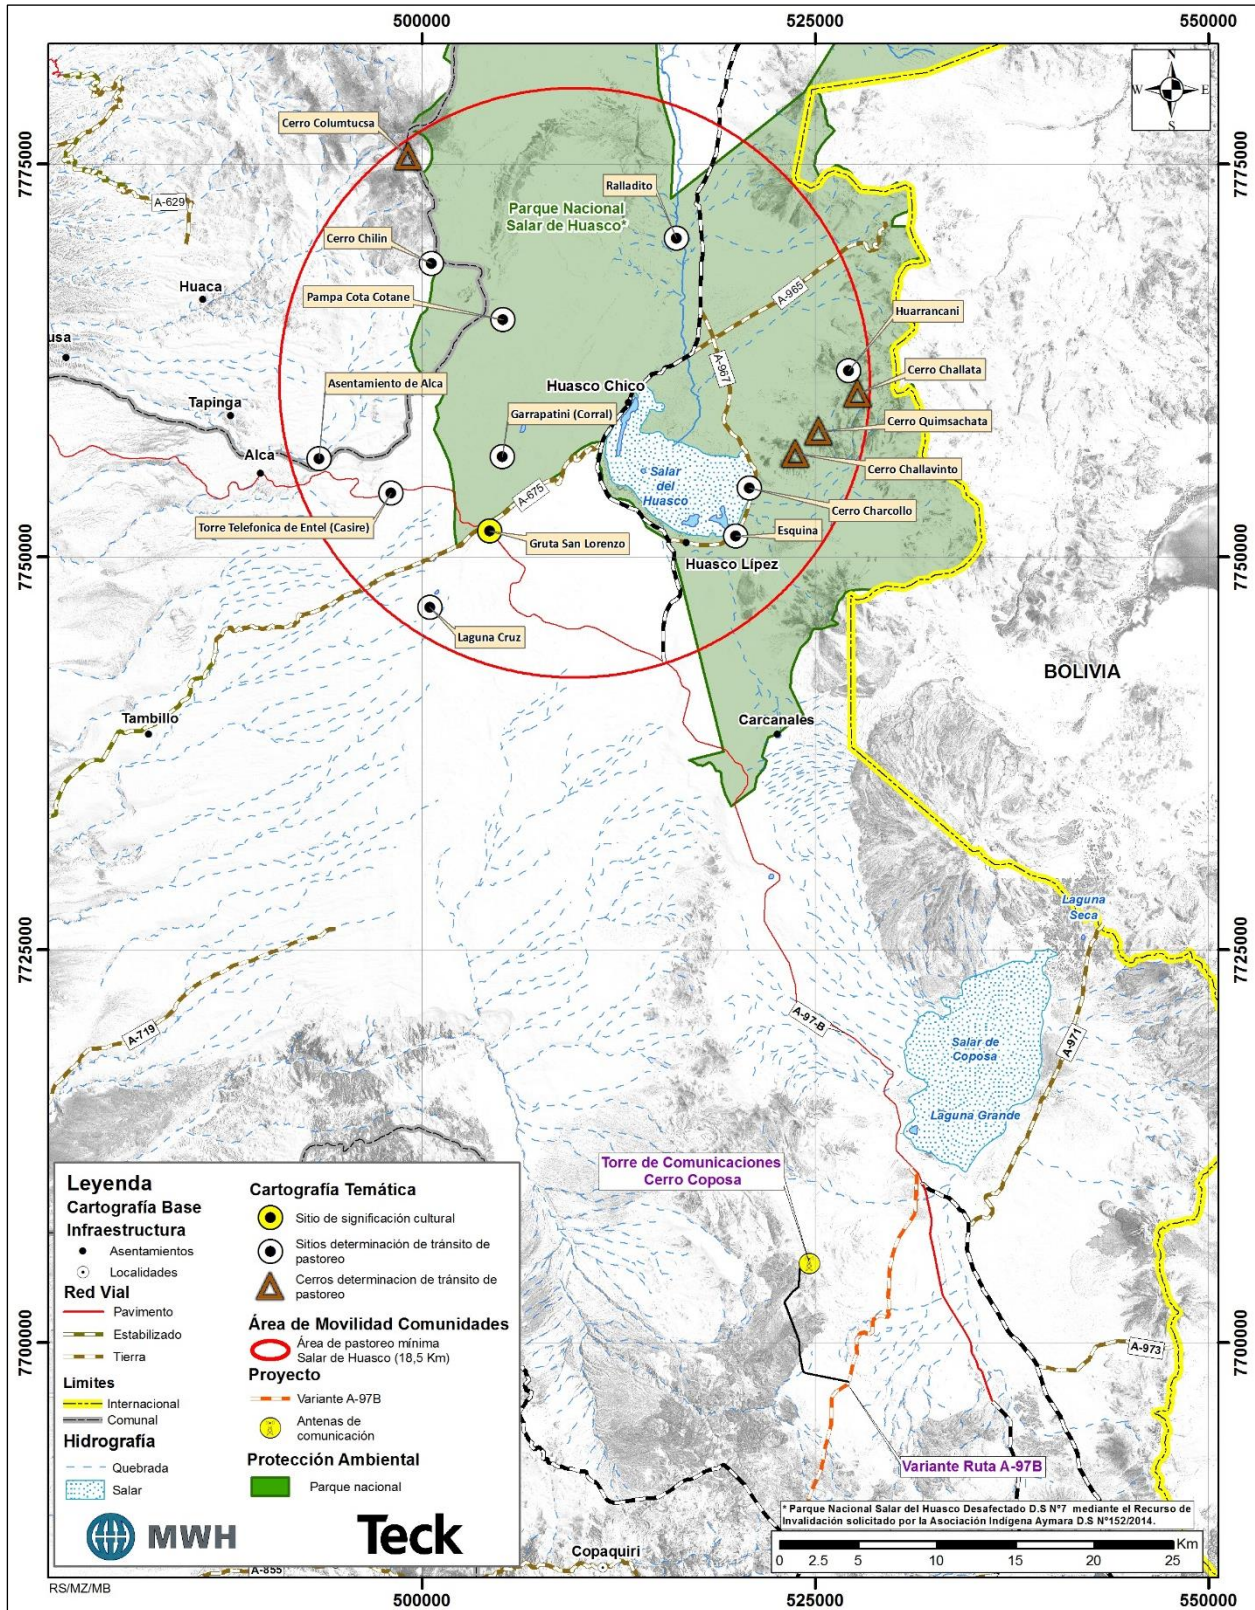 500000
525000
550000
N
W E
S
Cerro Columtucsa
7775000
7775000
Ralladito
A-629
Parque Nacional
Salar de Huasco*
Cerro Chilin
Huaca
Pampa Cota Cotane
A-965
Huarrancani
usa
A-967
Asentamiento de Alca
Huasco Chico
Cerro Challata
Tapinga
Garrapatini (Corral)
Cerro Quimsachata
Alca
Salar
del
Huasco
Cerro Challavinto
A-675
Cerro Charcollo
Torre Telefonica de Entel (Casire)
Gruta San Lorenzo
Esquina
7750000
7750000
Huasco Lípez
Laguna Cruz
BOLIVIA
Tambillo
Carcanales
Laguna
Seca
7725000
7725000
A-719
A-97-B
A-971
Salar de
Coposa
Laguna Grande
Torre de Comunicaciones
Cerro Coposa
7700000
7700000
A-973
Variante Ruta A-97B
Leyenda
Cartografía Base
Infraestructura
Asentamientos
Localidades
Red Vial
Pavimento
Estabilizado
Tierra
Limites
Internacional
Comunal
Hidrografía
Quebrada
Salar
Cartografía Temática
Sitio de significación cultural
Sitios determinación de tránsito de
pastoreo
Cerros determinacion de tránsito de
pastoreo
Área de Movilidad Comunidades
Área de pastoreo mínima
Salar de Huasco (18,5 Km)
Proyecto
Variante A-97B
Antenas de
comunicación
Protección Ambiental
Parque nacional
MWH
Teck
* Parque Nacional Salar del Huasco Desafectado D.S N°7 mediante el Recurso de
Invalidación solicitado por la Asociación Indígena Aymara D.S N°152/2014.
Km
0 2.5 5 10 15 20 25
Copaquiri
A-855
RS/MZ/MB
500000
525000
550000